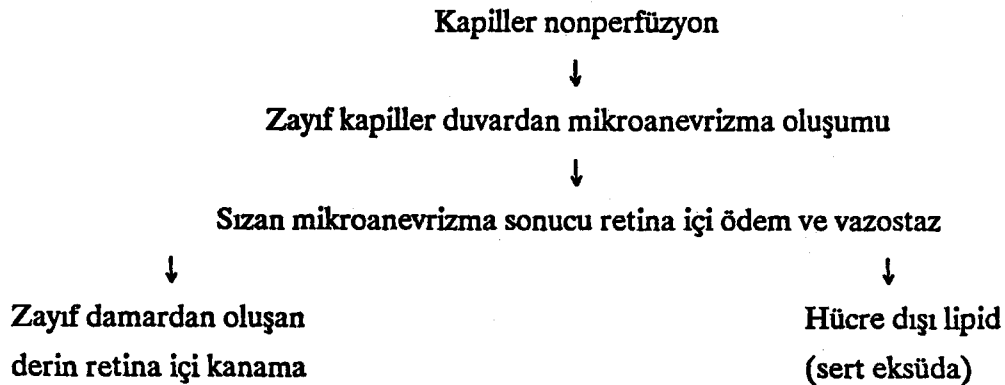 Kapiller nonperfüzyon
↓
Zayıf kapiller duvardan mikroanevrizma oluşumu
↓
Sızan mikroanevrizma sonucu retina içi ödem ve vazostaz
↓ ↓
Zayıf damardan oluşan
derin retina içi kanama
Hücre dışı lipid
(sert eksüda)